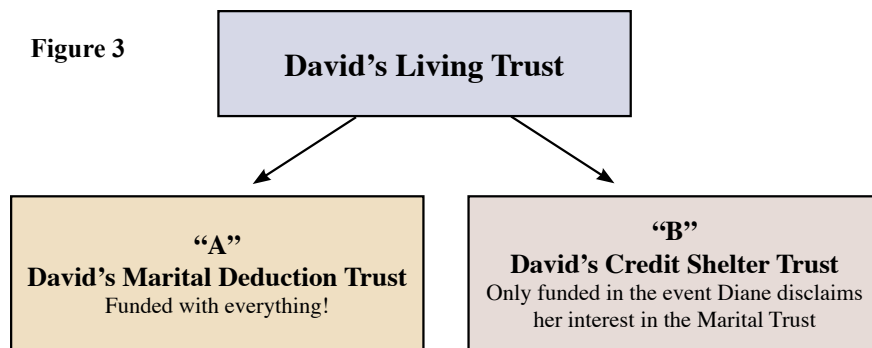 Figure 3
David’s Living Trust
“A”
David’s Marital Deduction Trust
Funded with everything!
“B”
David’s Credit Shelter Trust
Only funded in the event Diane disclaims
her interest in the Marital Trust